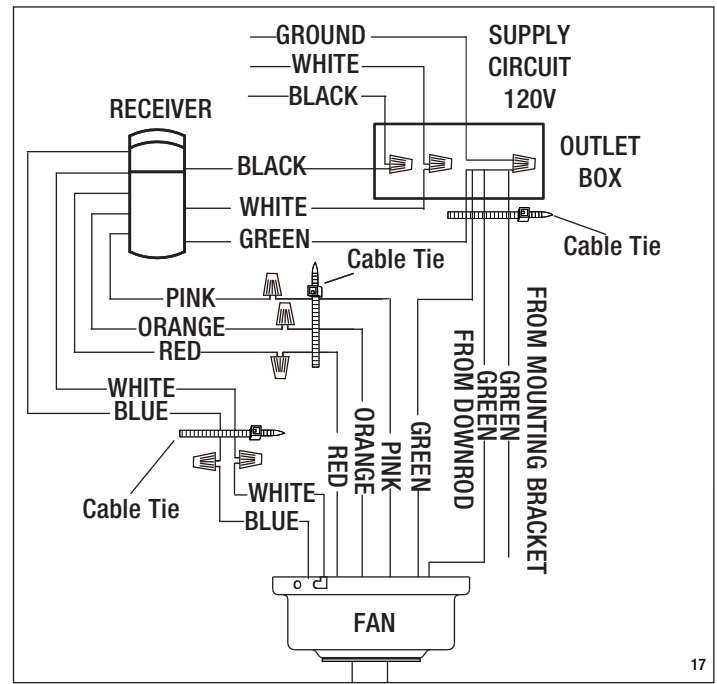 GROUND
WHITE
BLACK
SUPPLY
CIRCUIT
120V
RECEIVER
OUTLET
BOX
BLACK
WHITE
GREEN
Cable Tie
Cable Tie
PINK
ORANGE
RED
WHITE
BLUE
Cable Tie
WHITE
BLUE
RED
ORANGE
PINK
GREEN
FROM DOWNROD
GREEN
GREEN
FROM MOUNTING BRACKET
FAN
17